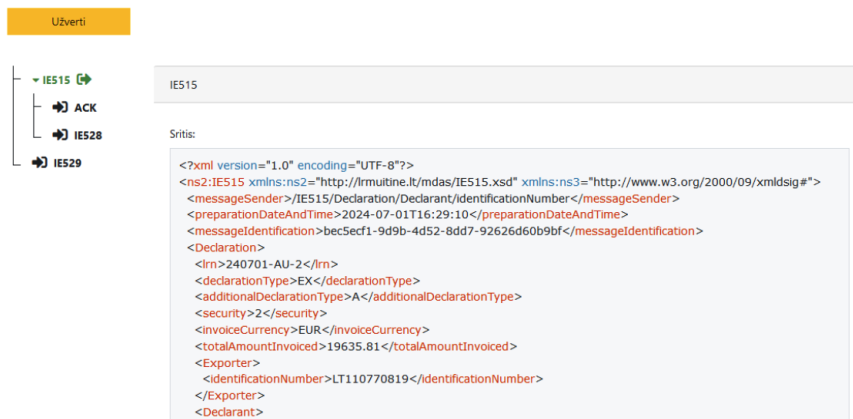 Užverti
IE515
ACK
IE528
IE529
IE515
Sritis:
<?xml version="1.0" encoding="UTF-8"?>
<ns2:IE515 xmlns:ns2="http://lrmuitine.lt/mdas/IE515.xsd" xmlns:ns3="http://www.w3.org/2000/09/xmldsig#">
<messageSender>/IE515/Declaration/Declarant/identificationNumber</messageSender>
<preparationDateAndTime>2024-07-01T16:29:10</preparationDateAndTime>
<messageIdentification>bec5ecf1-9d9b-4d52-8dd7-92626d60b9bf</messageIdentification>
<Declaration>
<lrn>240701-AU-2</lrn>
<declarationType>EX</declarationType>
<additionalDeclarationType>A</additionalDeclarationType>
<security>2</security>
<invoiceCurrency>EUR</invoiceCurrency>
<totalAmountInvoiced>19635.81</totalAmountInvoiced>
<Exporter>
<identificationNumber>LT110770819</identificationNumber>
</Exporter>
<Declarant>